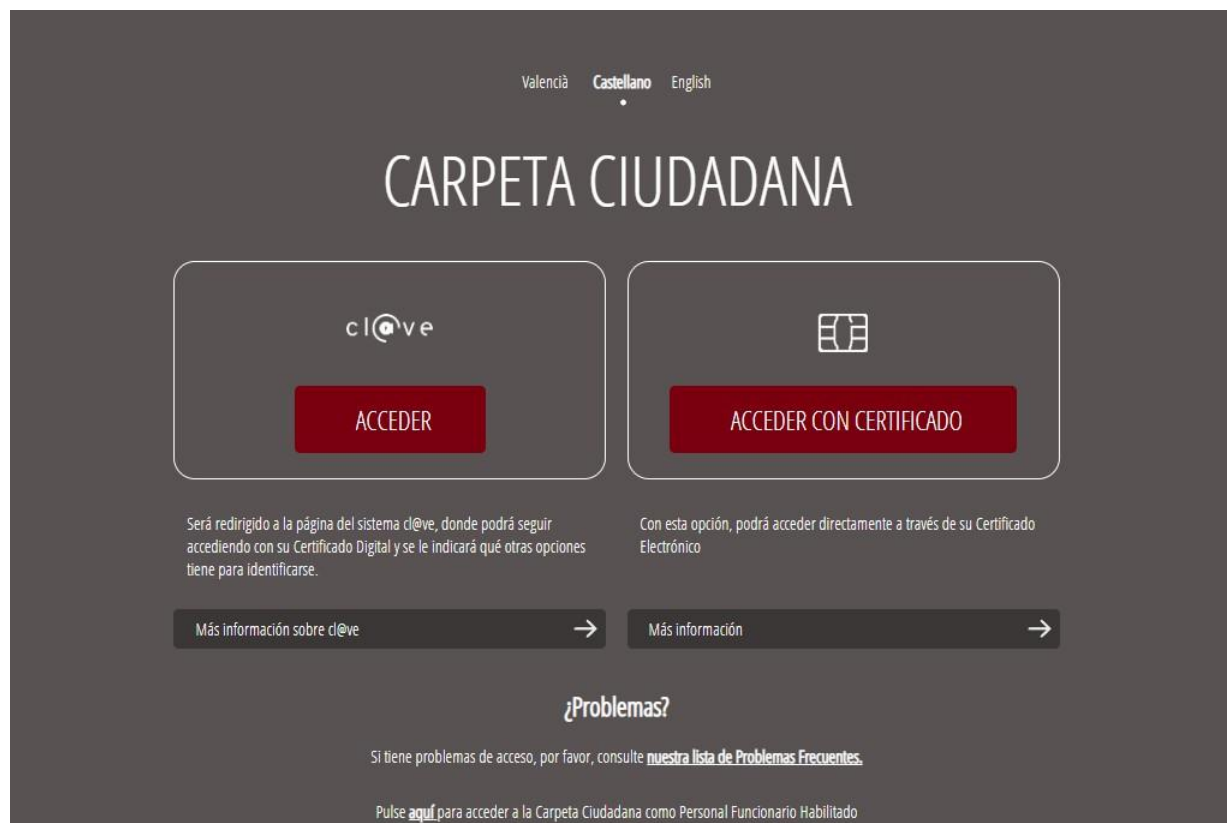 Valencià Castellano English
CARPETA CIUDADANA
cl@ve
ACCEDER
Será redirigido a la página del sistema cl@ve, donde podrá seguir
accediendo con su Certificado Digital y se le indicará qué otras opciones
tiene para identificarse.
Más información sobre cl@ve
ACCEDER CON CERTIFICADO
Con esta opción, podrá acceder directamente a través de su Certificado
Electrónico
Más información
¿Problemas?
Si tiene problemas de acceso, por favor, consulte nuestra lista de Problemas Frecuentes.
Pulse aquí para acceder a la Carpeta Ciudadana como Personal Funcionario Habilitado